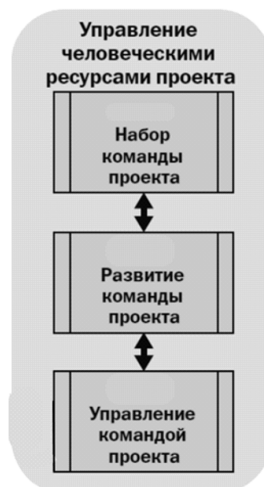 Управление
человеческими
ресурсами проекта
Набор
команды
проекта
Развитие
команды
проекта
Управление
командой
проекта